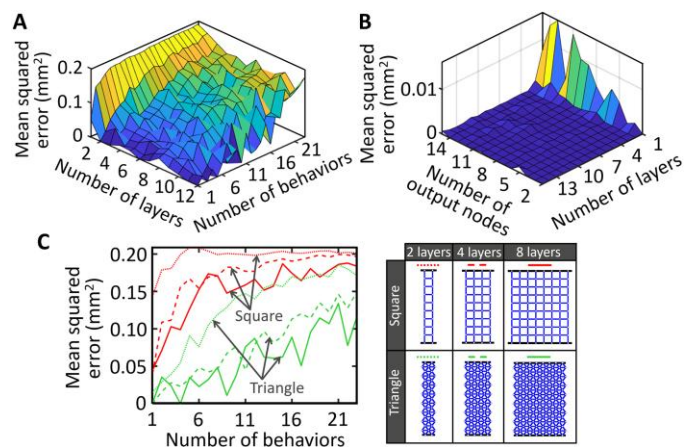 A
Mean squared
error (mm²)
0.2
0.1
0
2 4 6 8 10 12
Number of layers
1 6 11 16 21
Number of behaviors
B
Mean squared
error (mm²)
0.01
0
14 11 8 5 2
Number of
output nodes
13 10 7 4 1
Number of layers
C
Mean squared
error (mm²)
0.20
0.15
0.10
0.05
0
1 6 11 16 21
Number of behaviors
Square
Triangle
2 layers 4 layers 8 layers
Square
Triangle